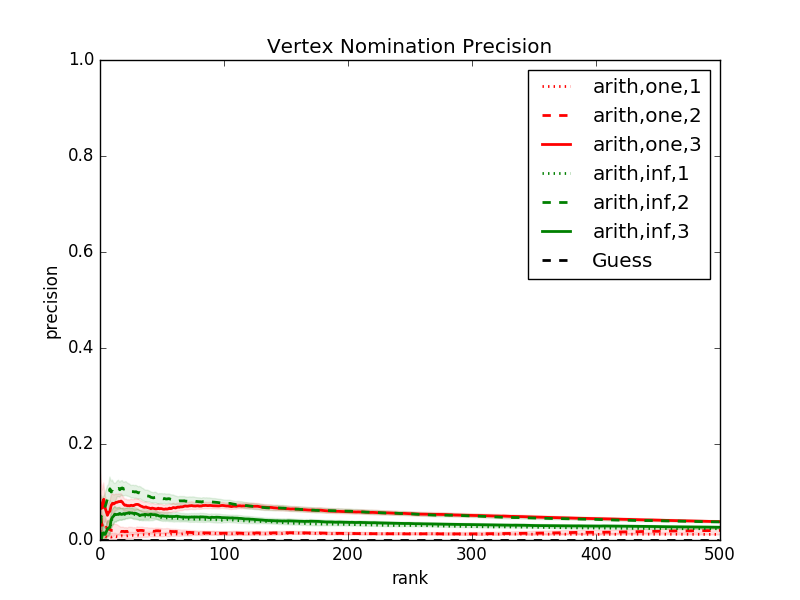 Vertex Nomination Precision
1.0
0.8
0.6
0.4
0.2
0.0
precision
arith,one,1
arith,one,2
arith,one,3
arith,inf,1
arith,inf,2
arith,inf,3
Guess
0 100 200 300 400 500
rank